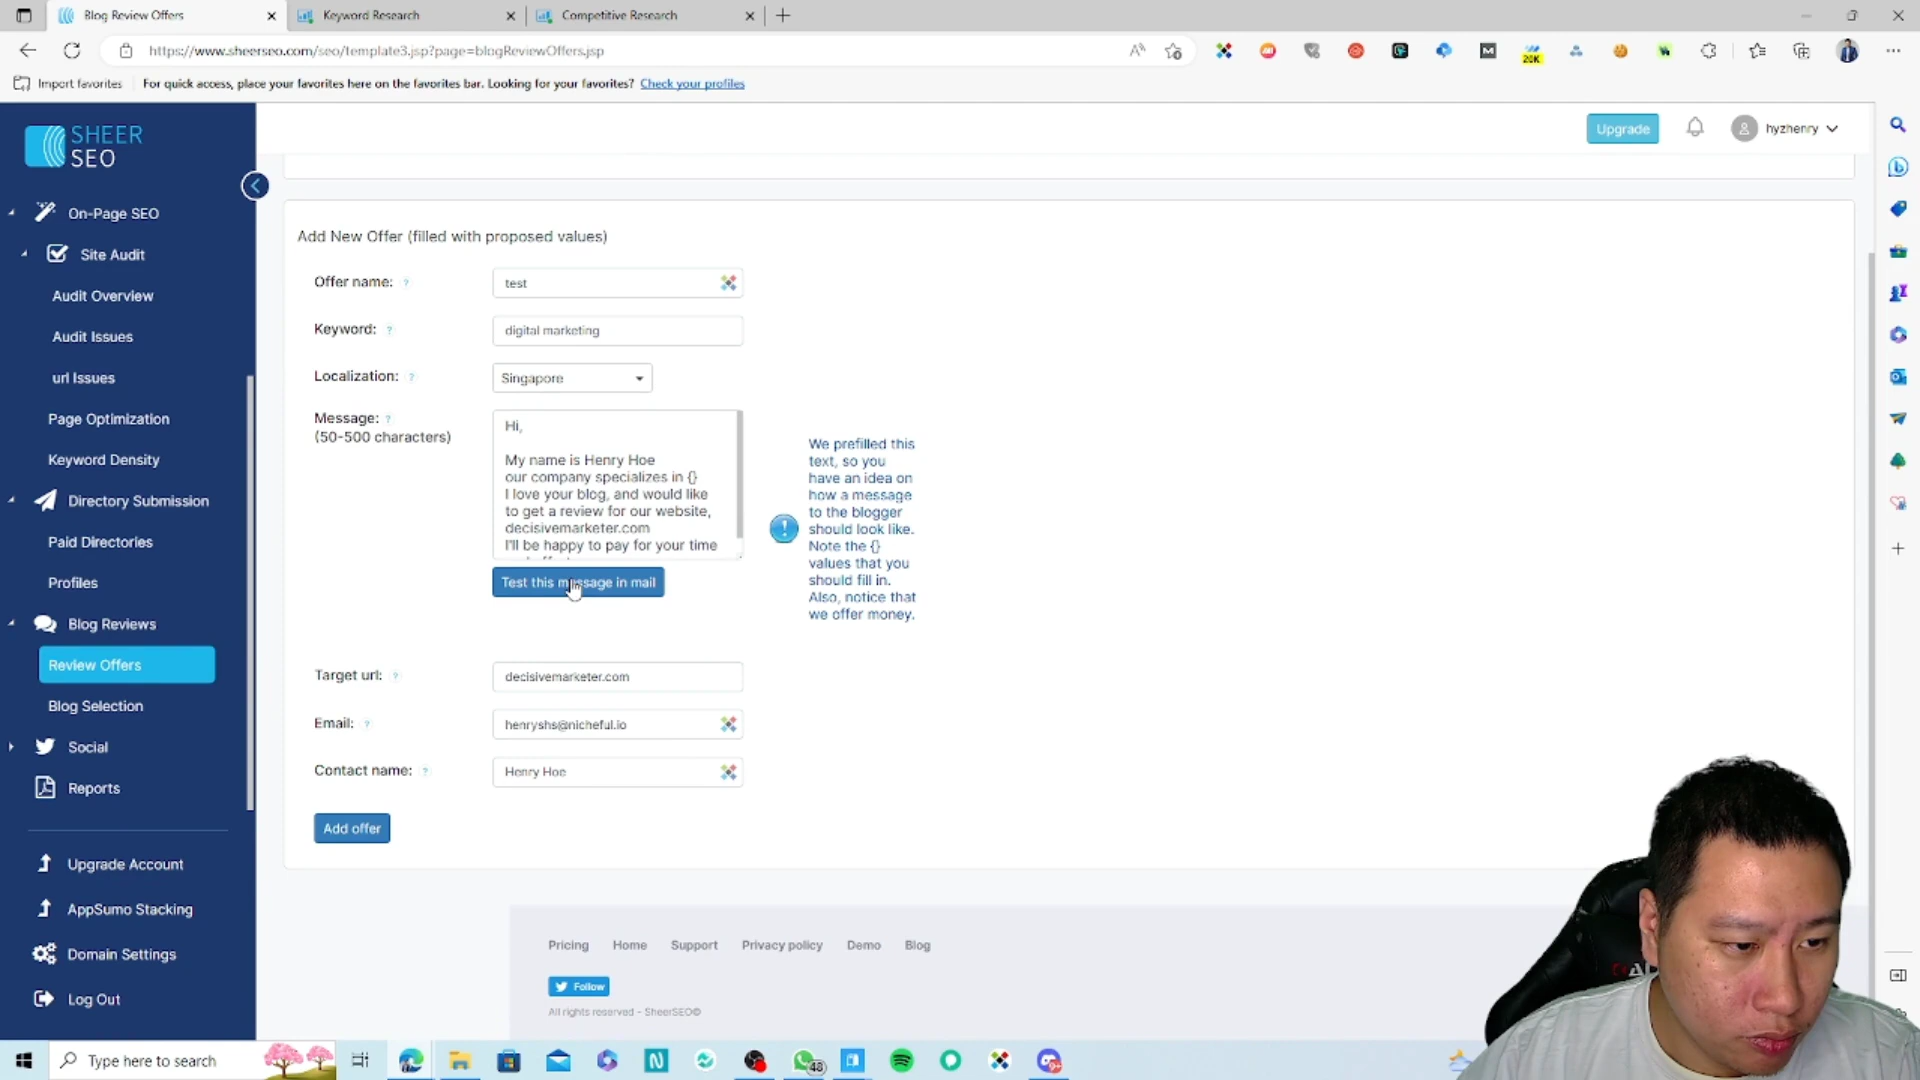 Blog Review Offers
Keyword Research
Competitive Research
https://www.sheerseo.com/seo/template3.jsp?page=blogReviewOffers.jsp
20K
Import favorites
For quick access, place your favorites here on the favorites bar. Looking for your favorites? Check your profiles
SHEER
SEO
Upgrade
hyzhenry
On-Page SEO
Site Audit
Audit Overview
Audit Issues
url Issues
Page Optimization
Keyword Density
Directory Submission
Paid Directories
Profiles
Blog Reviews
Review Offers
Blog Selection
Social
Reports
Upgrade Account
AppSumo Stacking
Domain Settings
Log Out
Add New Offer (filled with proposed values)
Offer name: ?
test
Keyword: ?
digital marketing
Localization: ?
Singapore
Message: ?
(50-500 characters)
Hi,
My name is Henry Hoe
our company specializes in {}
I love your blog, and would like
to get a review for our website,
decisivemarketer.com
I'll be happy to pay for your time
Test this message in mail
We prefilled this
text, so you
have an idea on
how a message
to the blogger
should look like.
Note the {}
values that you
should fill in.
Also, notice that
we offer money.
Target url: ?
decisivemarketer.com
Email: ?
henryshs@nicheful.io
Contact name: ?
Henry Hoe
Add offer
Pricing
Home
Support
Privacy policy
Demo
Blog
Follow
All rights reserved - SheerSEO©
Type here to search
48